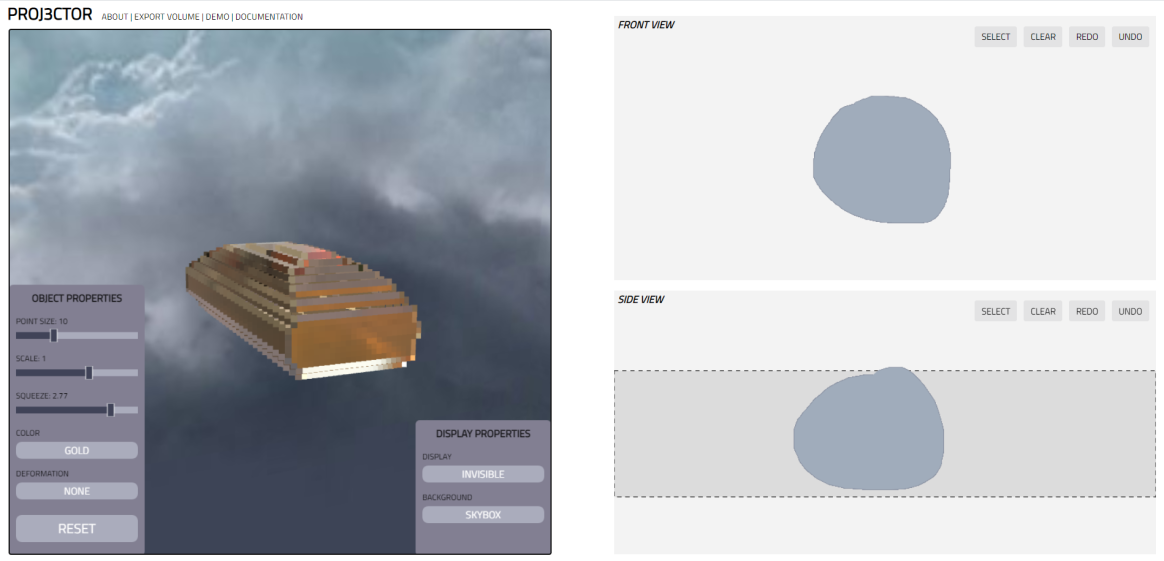 PROJ3CTOR ABOUT | EXPORT VOLUME | DEMO | DOCUMENTATION
OBJECT PROPERTIES
POINT SIZE: 10
SCALE: 1
SQUEEZE: 2.77
COLOR
GOLD
DEFORMATION
NONE
RESET
DISPLAY PROPERTIES
DISPLAY
INVISIBLE
BACKGROUND
SKYBOX
FRONT VIEW
SELECT CLEAR REDO UNDO
SIDE VIEW
SELECT CLEAR REDO UNDO